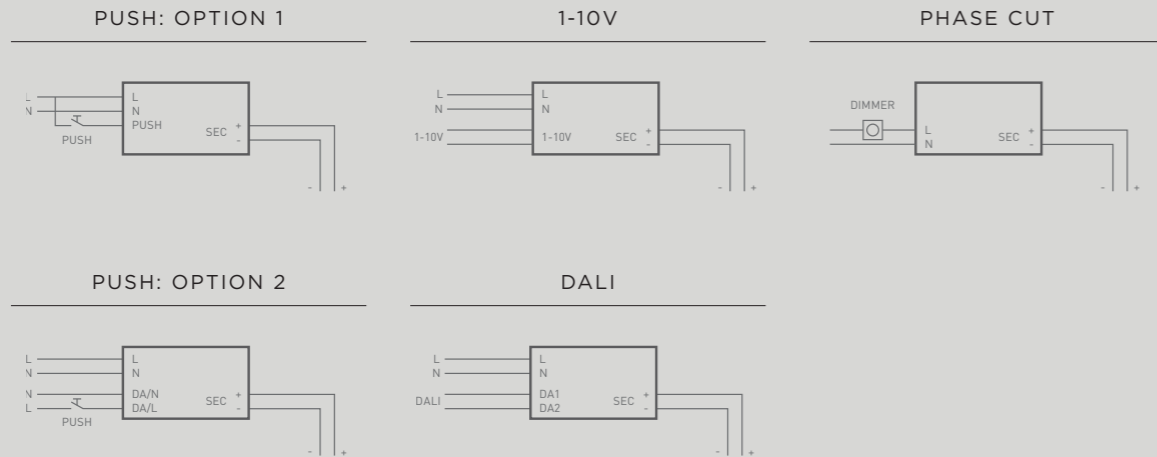 PUSH: OPTION 1
L
N
L
N
PUSH
PUSH
SEC
+
-
-
+
1-10V
L
N
1-10V
L
N
1-10V
SEC
+
-
-
+
PHASE CUT
DIMMER
L
N
SEC
+
-
-
+
PUSH: OPTION 2
L
N
N
L
PUSH
L
N
DA/N
DA/L
SEC
+
-
-
+
DALI
L
N
DALI
L
N
DA1
DA2
SEC
+
-
-
+